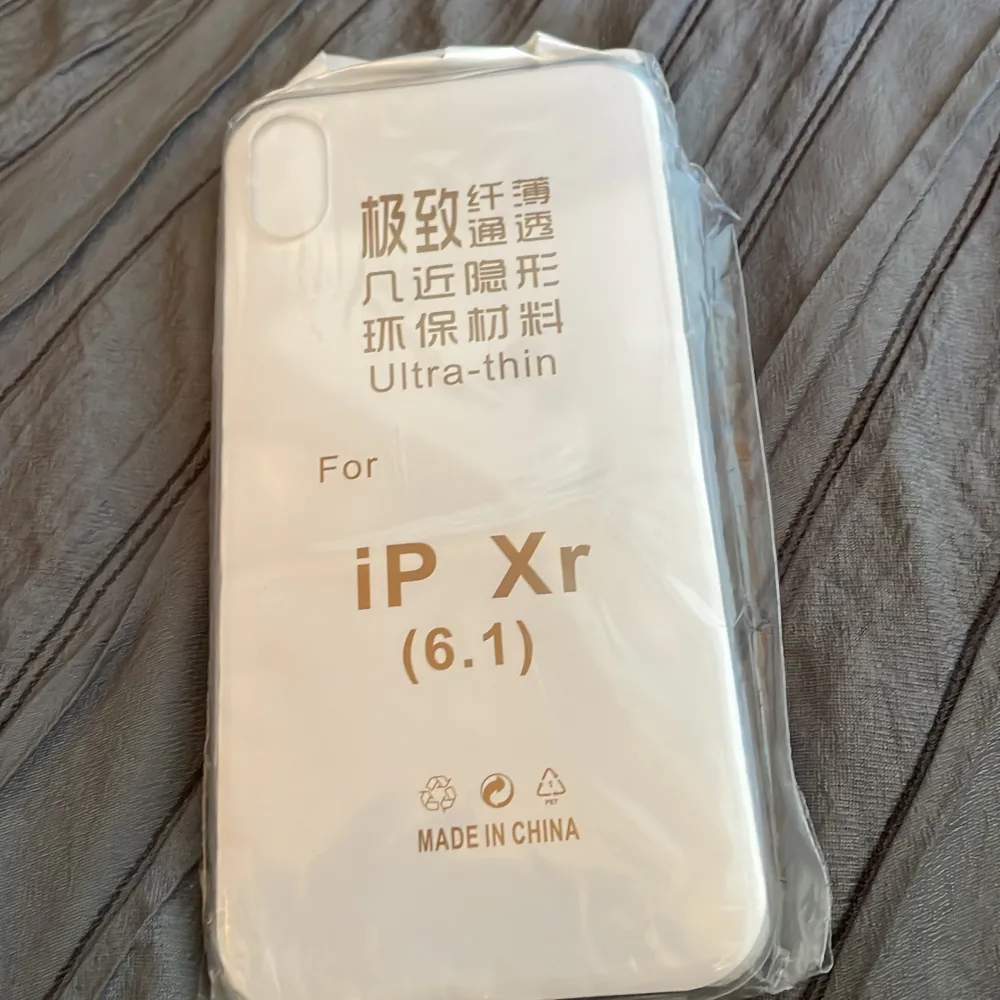 极致纤薄
通透
几近隐形
环保材料
Ultra-thin
For
iP Xr
(6.1)
1
PET
MADE IN CHINA